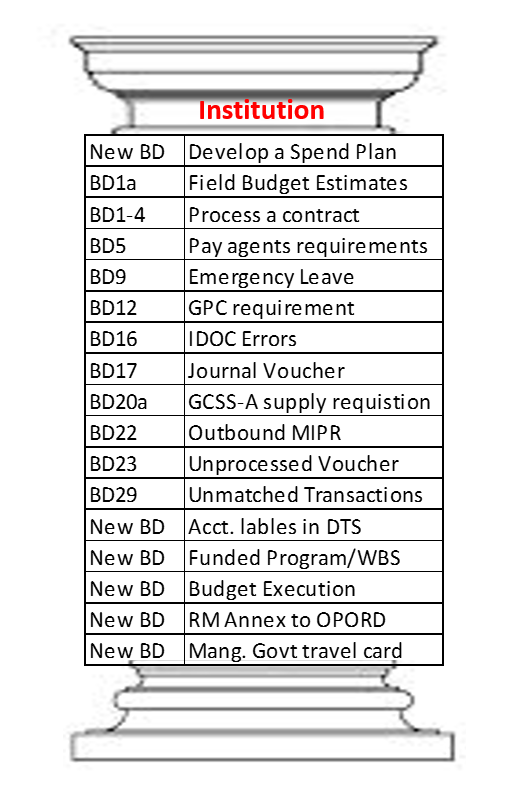 Institution
New BD Develop a Spend Plan
BD1a Field Budget Estimates
BD1-4 Process a contract
BD5 Pay agents requirements
BD9 Emergency Leave
BD12 GPC requirement
BD16 IDOC Errors
BD17 Journal Voucher
BD20a GCSS-A supply requistion
BD22 Outbound MIPR
BD23 Unprocessed Voucher
BD29 Unmatched Transactions
New BD Acct. lables in DTS
New BD Funded Program/WBS
New BD Budget Execution
New BD RM Annex to OPORD
New BD Mang. Govt travel card